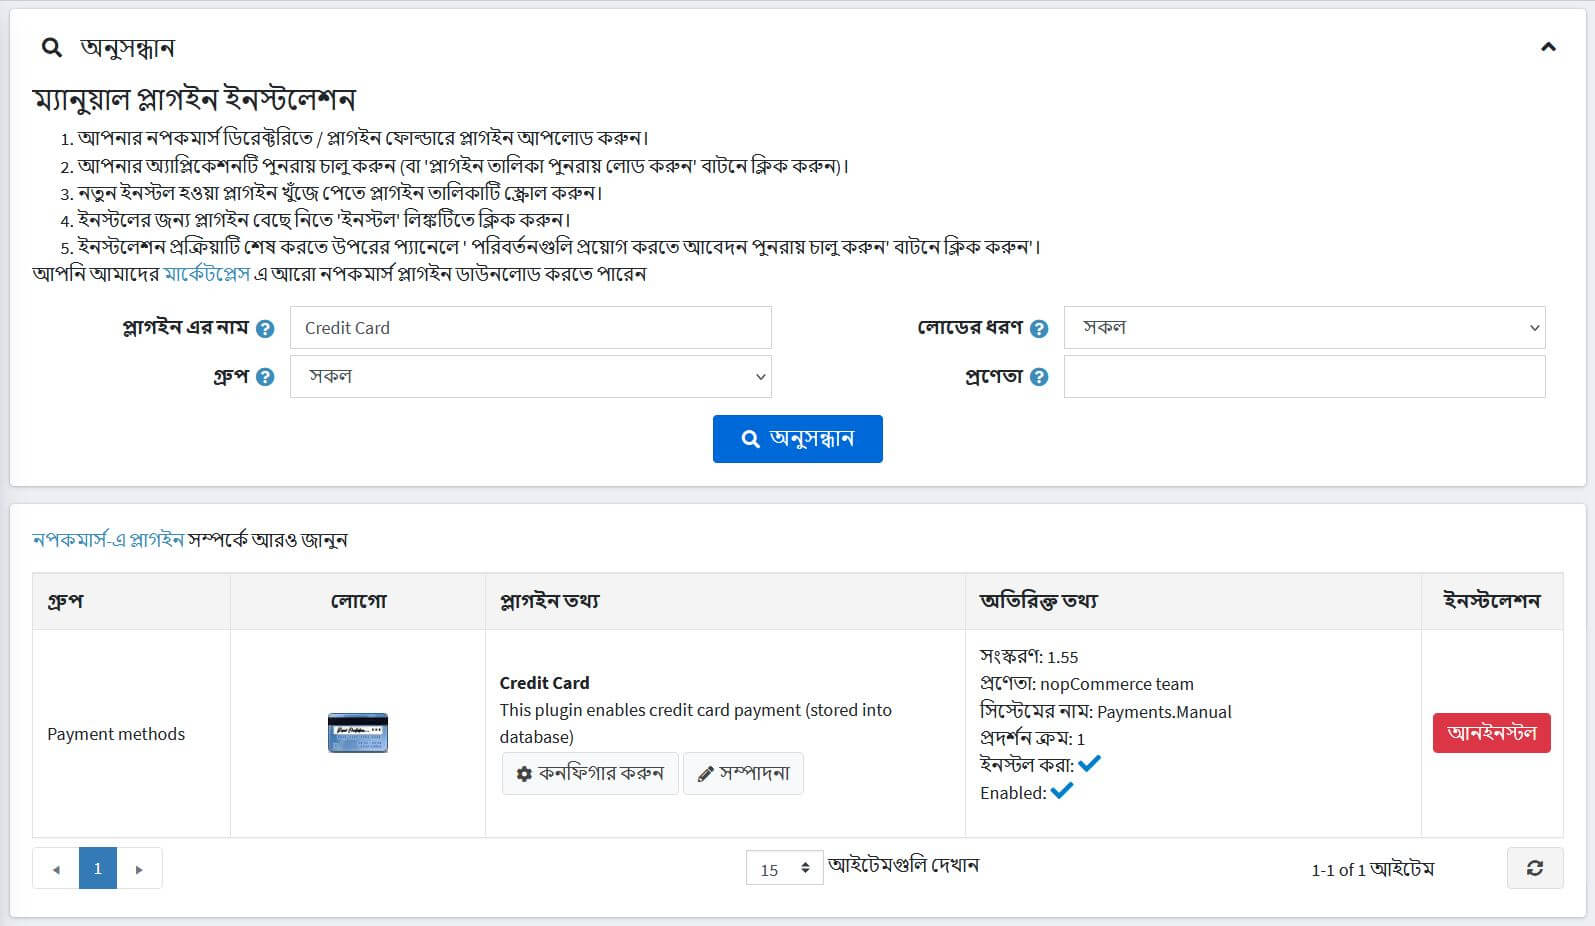 অনুসন্ধান
ম্যানুয়াল প্লাগইন ইনস্টলেশন
1. আপনার নপকমার্স ডিরেক্টরিতে / প্লাগইন ফোল্ডারে প্লাগইন আপলোড করুন।
2. আপনার অ্যাপ্লিকেশনটি পুনরায় চালু করুন (বা 'প্লাগইন তালিকা পুনরায় লোড করুন' বাটনে ক্লিক করুন)।
3. নতুন ইনস্টল হওয়া প্লাগইন খুঁজে পেতে প্লাগইন তালিকাটি স্ক্রোল করুন।
4. ইনস্টলের জন্য প্লাগইন বেছে নিতে 'ইনস্টল' লিঙ্কটিতে ক্লিক করুন।
5. ইনস্টলেশন প্রক্রিয়াটি শেষ করতে উপরের প্যানেলে ' পরিবর্তনগুলি প্রয়োগ করতে আবেদন পুনরায় চালু করুন' বাটনে ক্লিক করুন'।
আপনি আমাদের মার্কেটপ্লেস এ আরো নপকমার্স প্লাগইন ডাউনলোড করতে পারেন
প্লাগইন এর নাম Credit Card লোডের ধরণ সকল
গ্রুপ সকল প্রণেতা
অনুসন্ধান
নপকমার্স-এ প্লাগইন সম্পর্কে আরও জানুন
গ্রুপ লোগো প্লাগইন তথ্য অতিরিক্ত তথ্য ইনস্টলেশন
Payment methods
Credit Card
This plugin enables credit card payment (stored into
database)
কনফিগার করুন সম্পাদনা
সংস্করণ: 1.55
প্রণেতা: nopCommerce team
সিস্টেমের নাম: Payments.Manual
প্রদর্শন ক্রম: 1
ইনস্টল করা:
Enabled:
আনইনস্টল
1 15 আইটেমগুলি দেখান 1-1 of 1 আইটেম